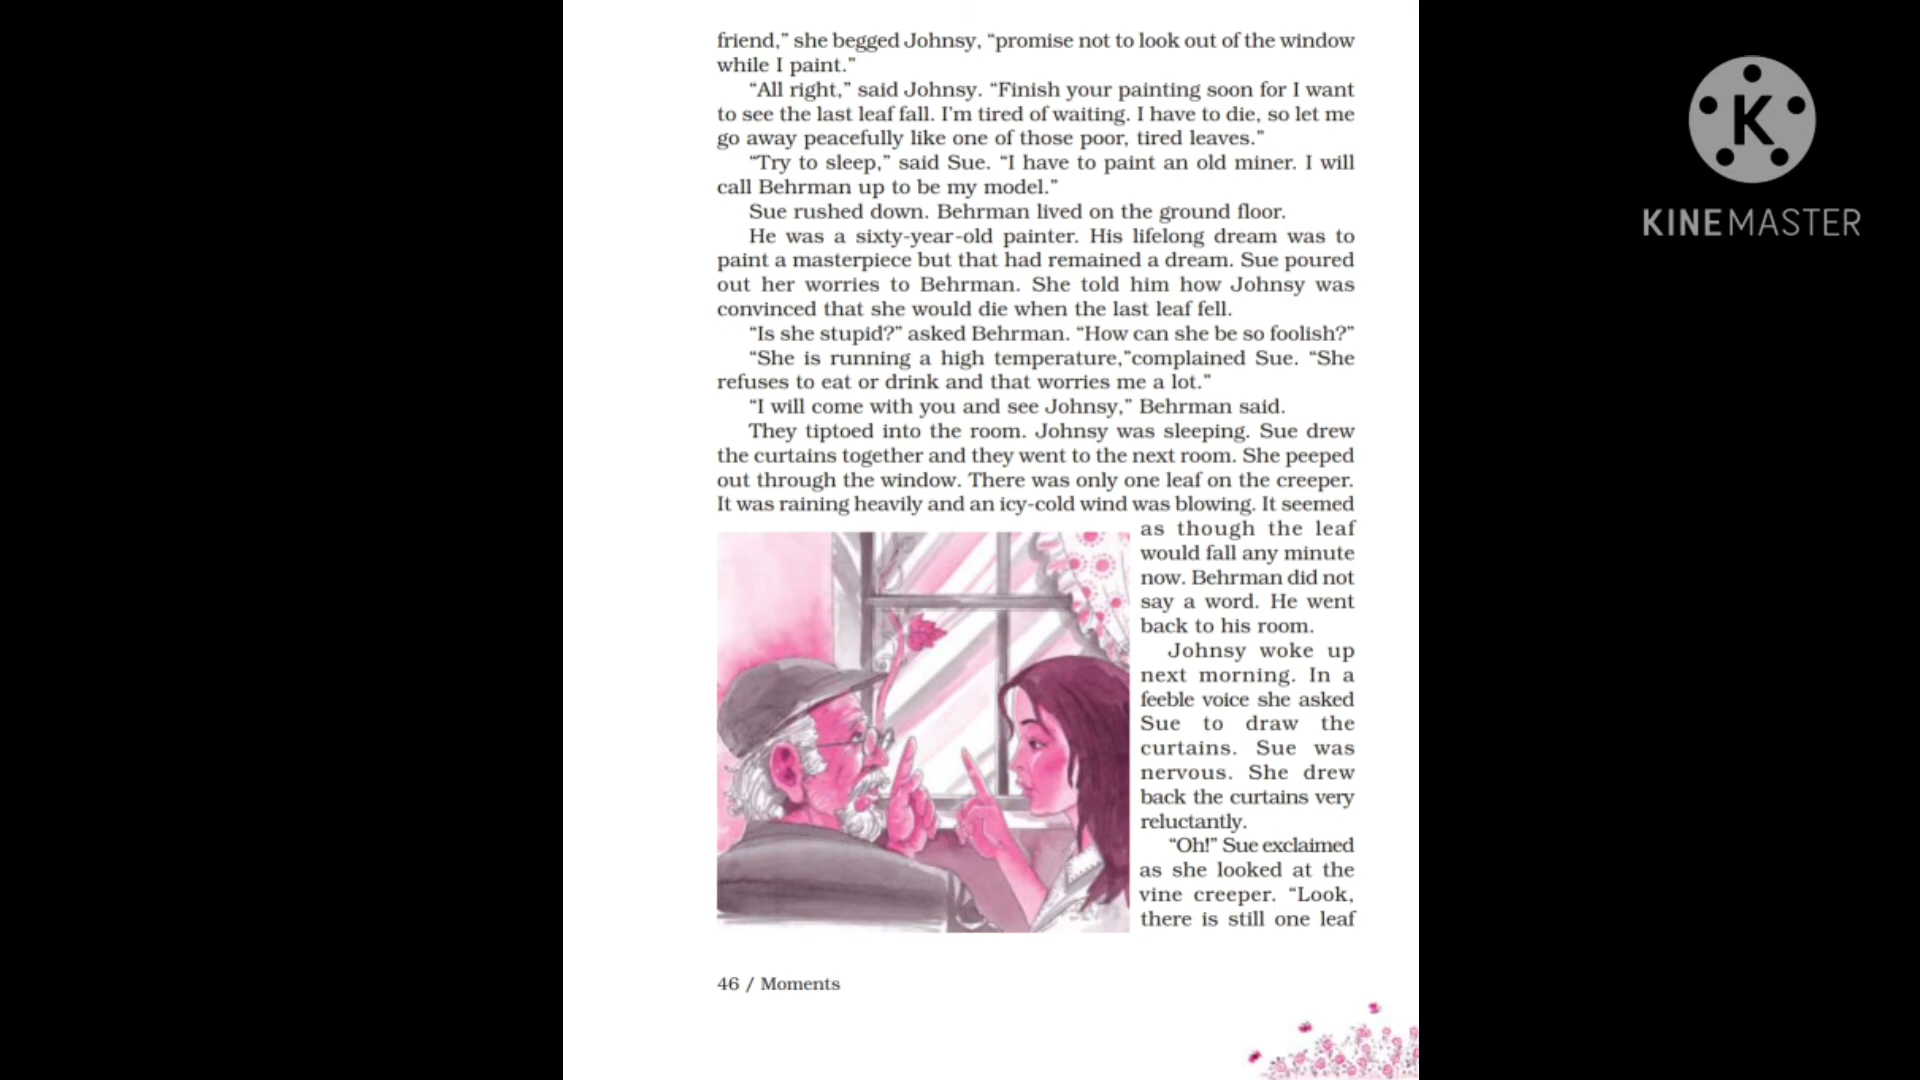 friend,” she begged Johnsy, “promise not to look out of the window
while I paint.”
“All right,” said Johnsy. “Finish your painting soon for I want
to see the last leaf fall. I'm tired of waiting. I have to die, so let me
go away peacefully like one of those poor, tired leaves.”
“Try to sleep,” said Sue. “I have to paint an old miner. I will
call Behrman up to be my model.”
Sue rushed down. Behrman lived on the ground floor.
He was a sixty-year-old painter. His lifelong dream was to
paint a masterpiece but that had remained a dream. Sue poured
out her worries to Behrman. She told him how Johnsy was
convinced that she would die when the last leaf fell.
“Is she stupid?” asked Behrman. “How can she be so foolish?”
“She is running a high temperature,”complained Sue. “She
refuses to eat or drink and that worries me a lot.”
“I will come with you and see Johnsy,” Behrman said.
They tiptoed into the room. Johnsy was sleeping. Sue drew
the curtains together and they went to the next room. She peeped
out through the window. There was only one leaf on the creeper.
It was raining heavily and an icy-cold wind was blowing. It seemed
as though the leaf
would fall any minute
now. Behrman did not
say a word. He went
back to his room.
Johnsy woke up
next morning. In a
feeble voice she asked
Sue to draw the
curtains. Sue was
nervous. She drew
back the curtains very
reluctantly.
“Oh!” Sue exclaimed
as she looked at the
vine creeper. “Look,
there is still one leaf
46 / Moments
K
KINEMASTER